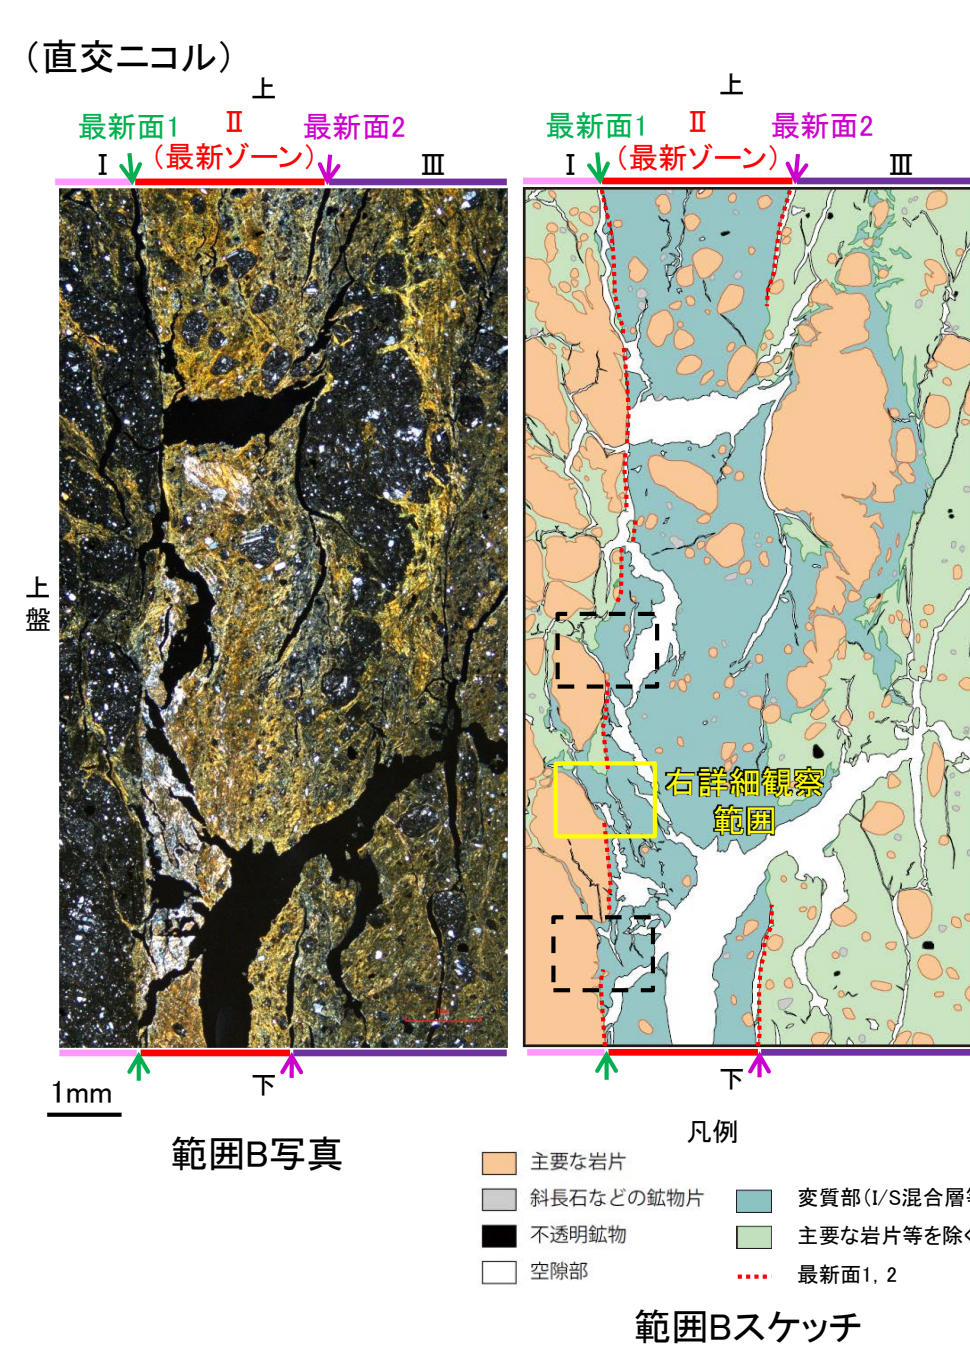 （直交ニコル）
上
最新面1
Ⅱ
（最新ゾーン）
最新面2
Ⅰ
Ⅲ
上
最新面1
Ⅱ
（最新ゾーン）
最新面2
Ⅰ
Ⅲ
上
盤
右詳細観察
範囲
下
下
1mm
範囲B写真
凡例
主要な岩片
斜長石などの鉱物片
不透明鉱物
空隙部
変質部（I/S混合層等
主要な岩片等を除く
最新面1, 2
範囲Bスケッチ